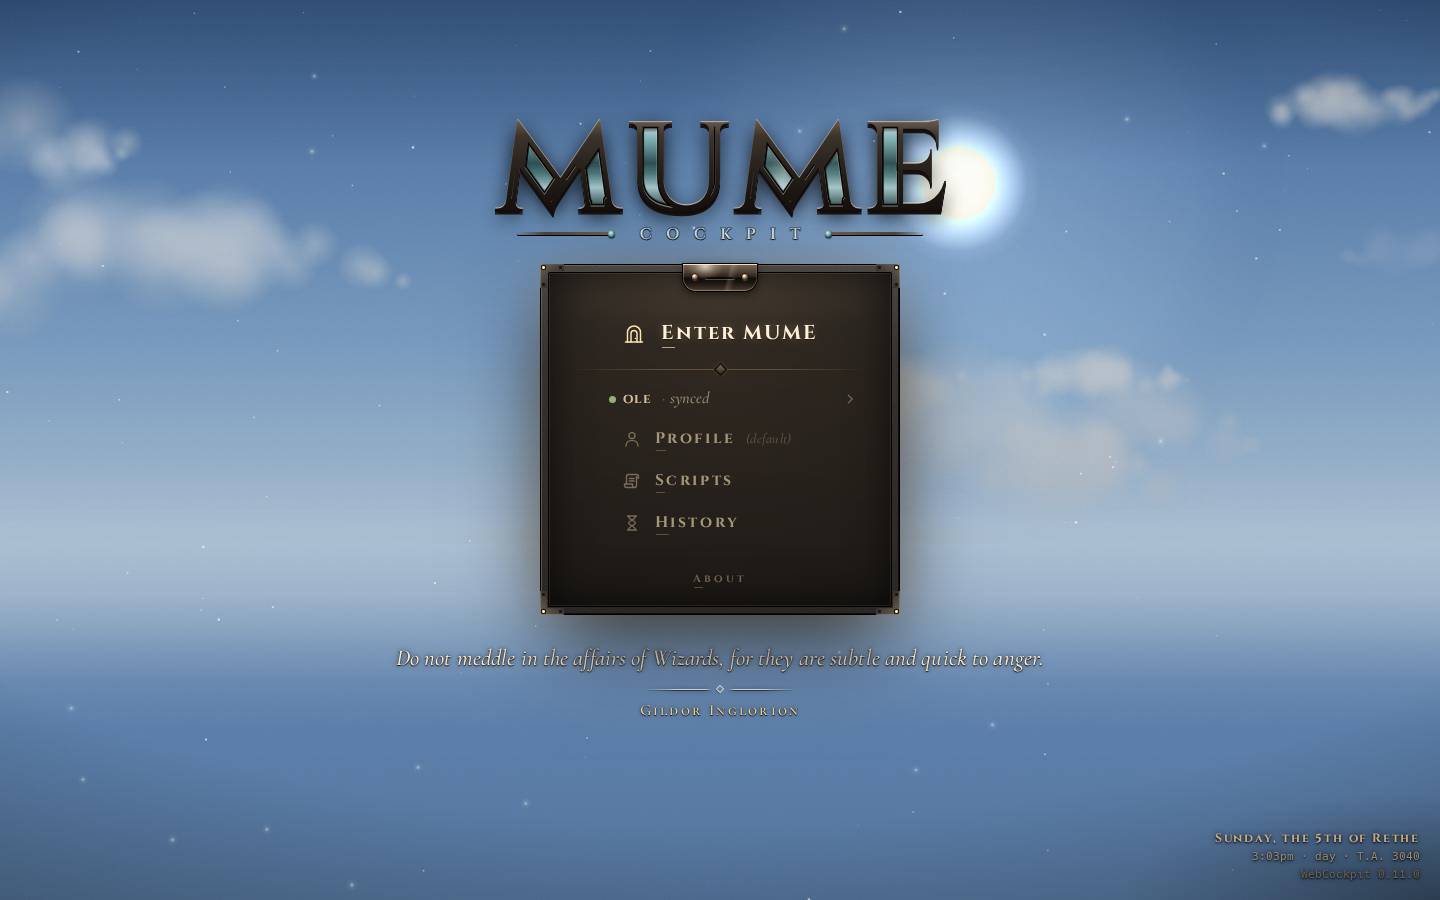 MUME
COCKPIT
Enter MUME
OLE · synced
Profile (default)
Scripts
History
About
Do not meddle in the affairs of Wizards, for they are subtle and quick to anger.
Gildor Inglorion
Sunday, the 5th of Rethe
3:03pm · day · T.A. 3040
WebCockpit 0.11.0